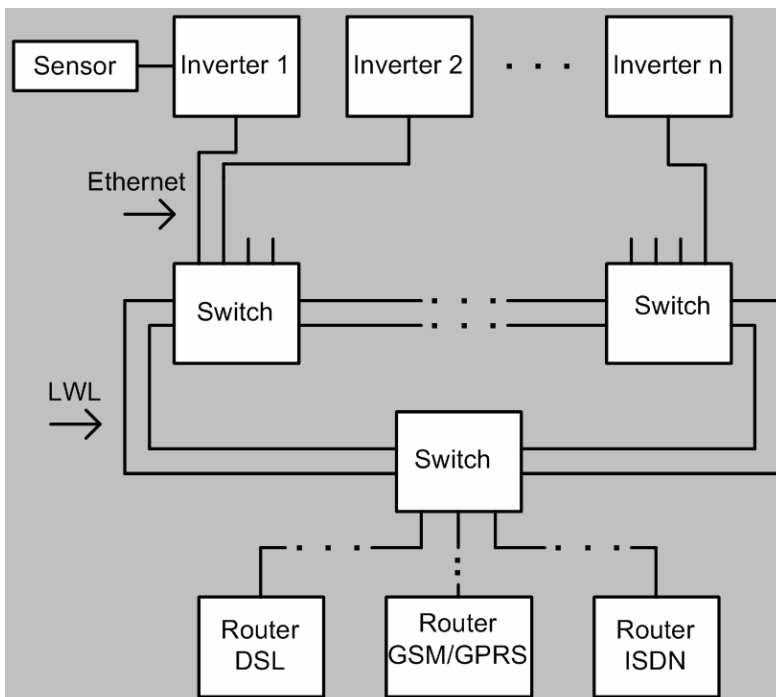 Sensor
Inverter 1
Inverter 2
Inverter n
Ethernet
Switch
Switch
LWL
Switch
Router
DSL
Router
GSM/GPRS
Router
ISDN